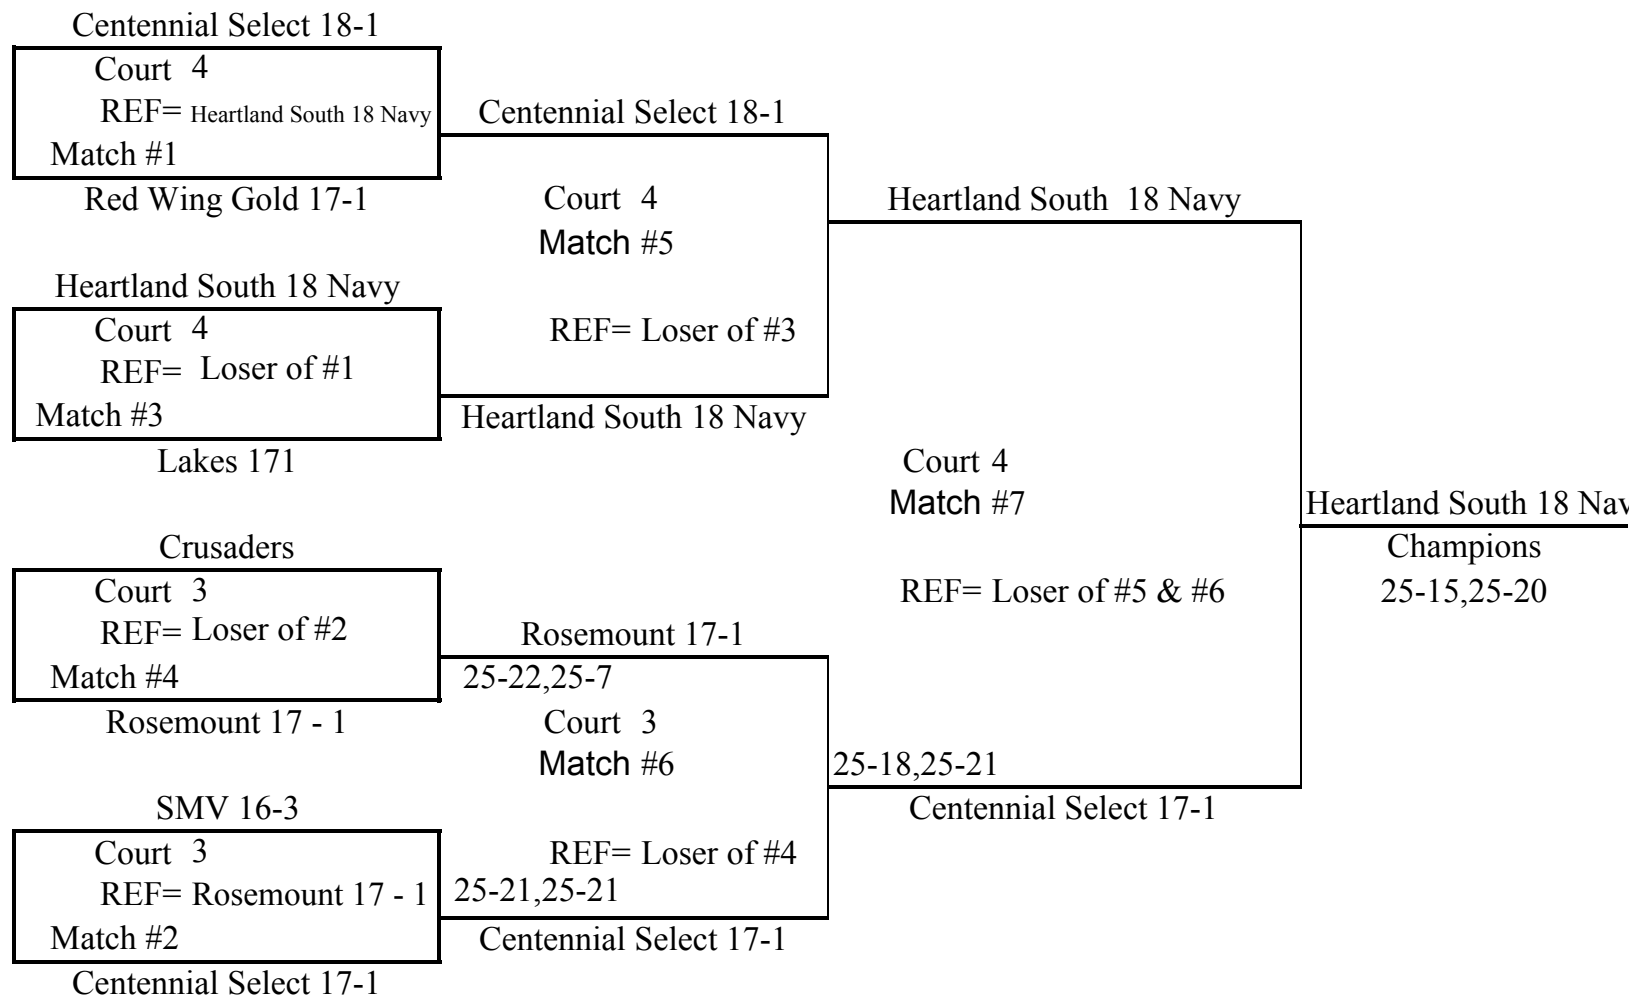 Centennial Select 18-1
Court 4
REF= Heartland South 18 Navy
Match #1
Red Wing Gold 17-1
Heartland South 18 Navy
Court 4
REF= Loser of #1
Match #3
Lakes 171
Crusaders
Court 3
REF= Loser of #2
Match #4
Rosemount 17 - 1
SMV 16-3
Court 3
REF= Rosemount 17 - 1
Match #2
Centennial Select 17-1
Centennial Select 18-1
Court 4
Match #5
REF= Loser of #3
Heartland South 18 Navy
Rosemount 17-1
25-22,25-7
Court 3
Match #6
REF= Loser of #4
25-21,25-21
Centennial Select 17-1
Heartland South 18 Navy
Court 4
Match #7
REF= Loser of #5 & #6
25-18,25-21
Centennial Select 17-1
Heartland South 18 Nav
Champions
25-15,25-20